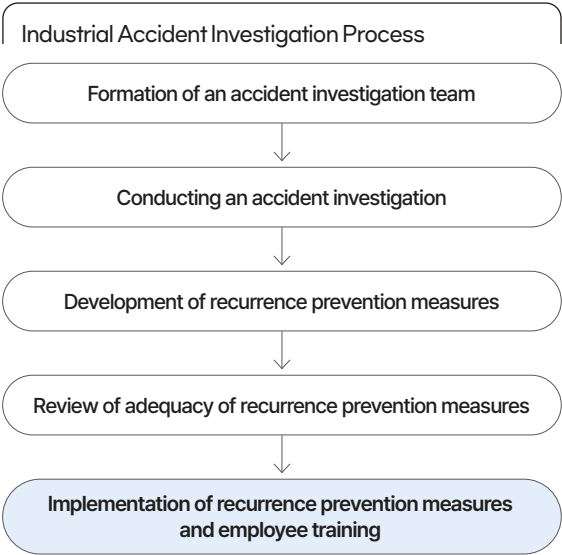 Industrial Accident Investigation Process
Formation of an accident investigation team
Conducting an accident investigation
Development of recurrence prevention measures
Review of adequacy of recurrence prevention measures
Implementation of recurrence prevention measures
and employee training